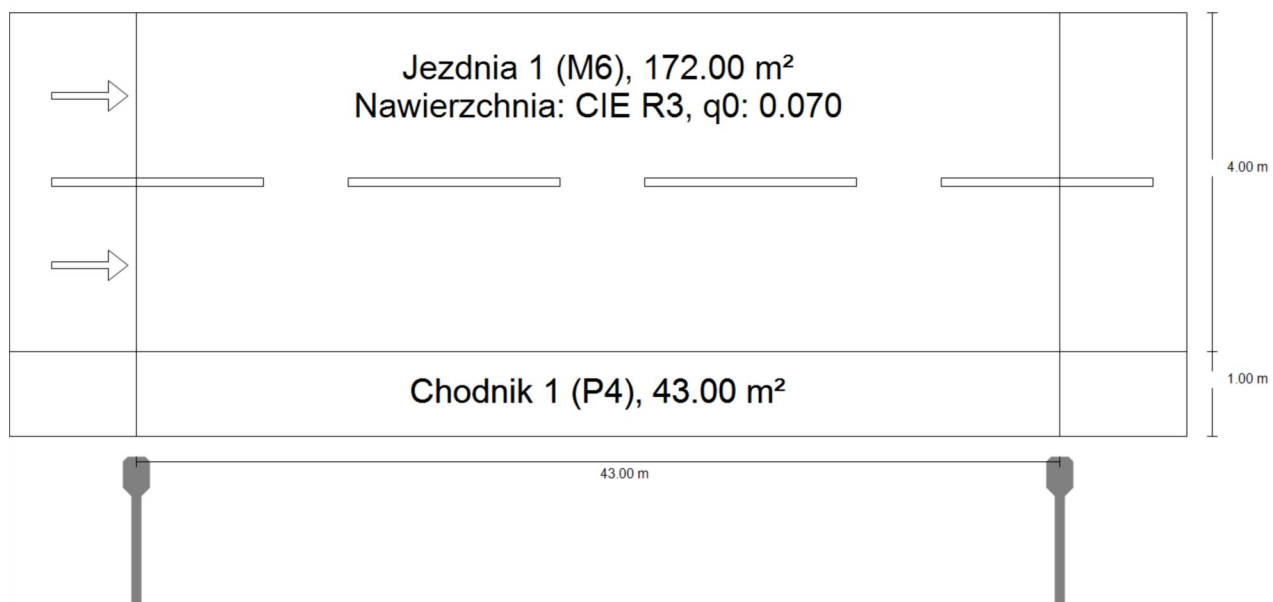 Jezdnia 1 (M6), 172.00 m²
Nawierzchnia: CIE R3, q0: 0.070
4.00 m
Chodnik 1 (P4), 43.00 m²
1.00 m
43.00 m